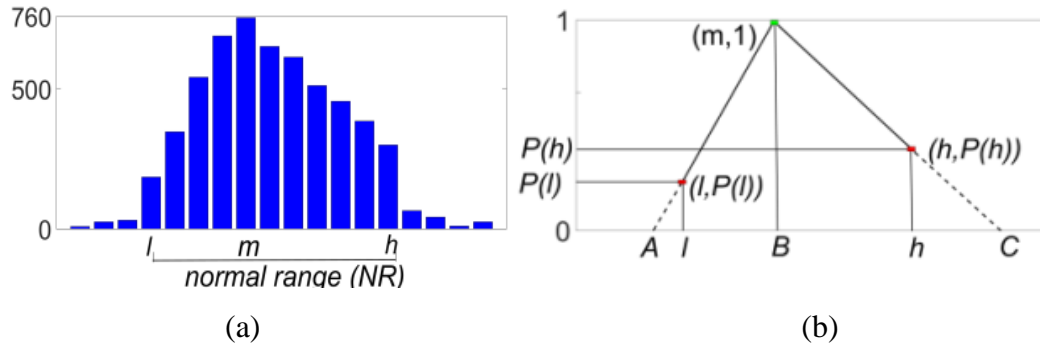 760
500
0
l m h
normal range (NR)
(a)
1
(m,1)
P(h)
(h,P(h))
P(l)
(l,P(l))
0
A l B h C
(b)